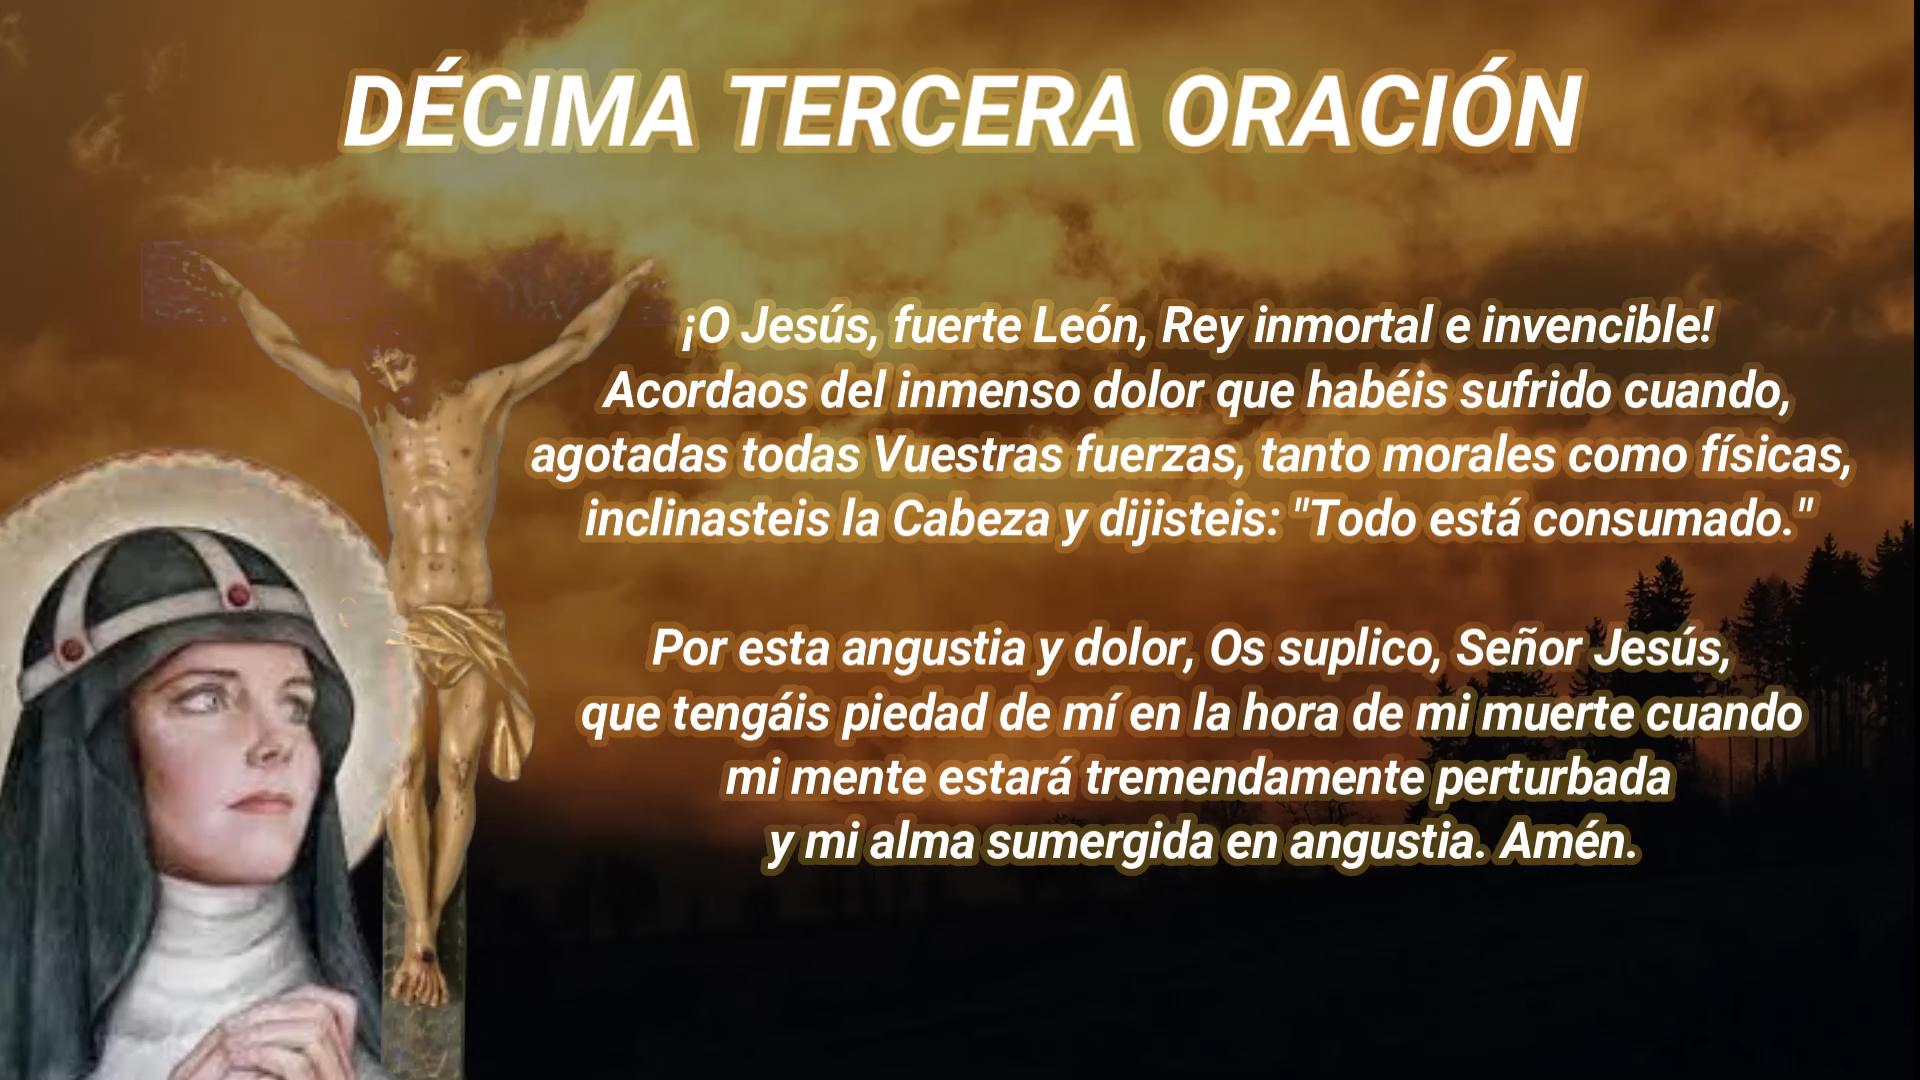 DÉCIMA TERCERA ORACIÓN
¡O Jesús, fuerte León, Rey inmortal e invencible!
Acordaos del inmenso dolor que habéis sufrido cuando,
agotadas todas Vuestras fuerzas, tanto morales como físicas,
inclinasteis la Cabeza y dijisteis: "Todo está consumado."
Por esta angustia y dolor, Os suplico, Señor Jesús,
que tengáis piedad de mí en la hora de mi muerte cuando
mi mente estará tremendamente perturbada
y mi alma sumergida en angustia. Amén.